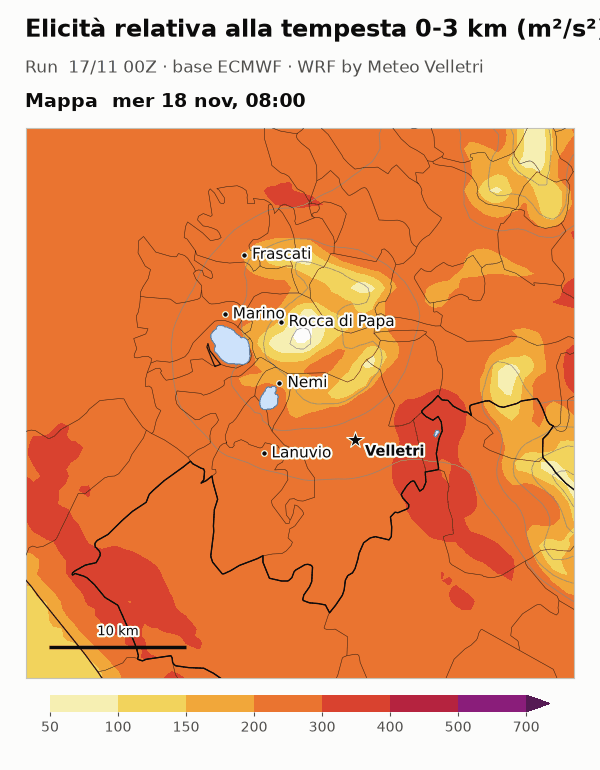 Elicità relativa alla tempesta 0-3 km (m²/s²)
Run  17/11 00Z · base ECMWF · WRF by Meteo Velletri
Mappa  mer 18 nov, 08:00
Frascati
Marino
Rocca di Papa
Nemi
Lanuvio
Velletri
10 km
50 100 150 200 300 400 500 700